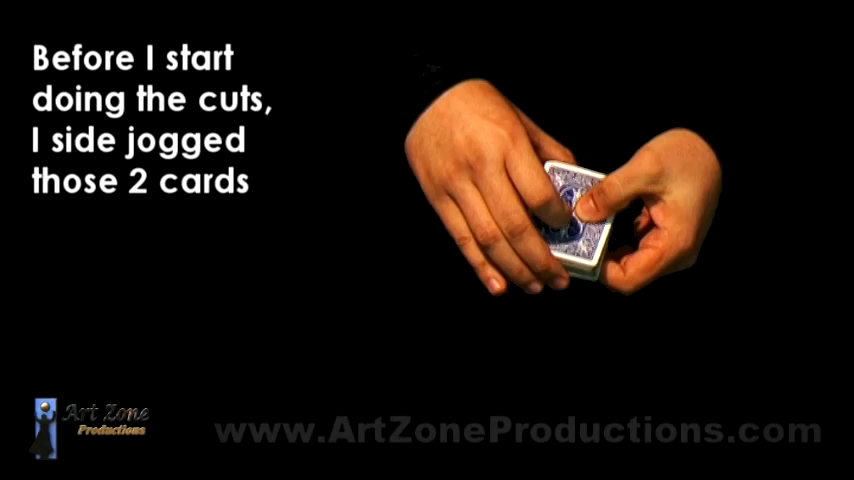 Before I start
doing the cuts,
I side jogged
those 2 cards
Art Zone
Productions
www.ArtZoneProductions.com